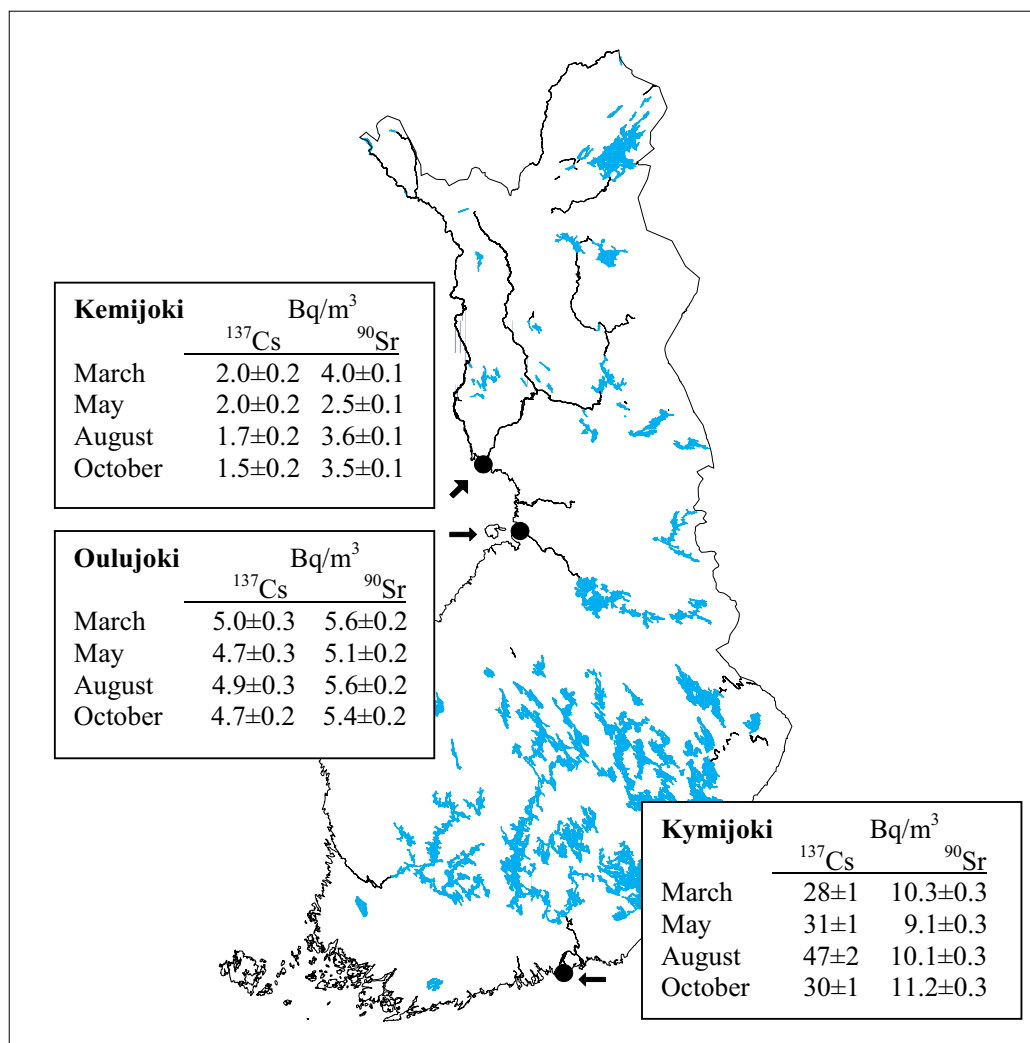 Kemijoki Bq/m³
¹³⁷Cs ⁹⁰Sr
March 2.0±0.2 4.0±0.1
May 2.0±0.2 2.5±0.1
August 1.7±0.2 3.6±0.1
October 1.5±0.2 3.5±0.1
Oulujoki Bq/m³
¹³⁷Cs ⁹⁰Sr
March 5.0±0.3 5.6±0.2
May 4.7±0.3 5.1±0.2
August 4.9±0.3 5.6±0.2
October 4.7±0.2 5.4±0.2
Kymijoki Bq/m³
¹³⁷Cs ⁹⁰Sr
March 28±1 10.3±0.3
May 31±1 9.1±0.3
August 47±2 10.1±0.3
October 30±1 11.2±0.3